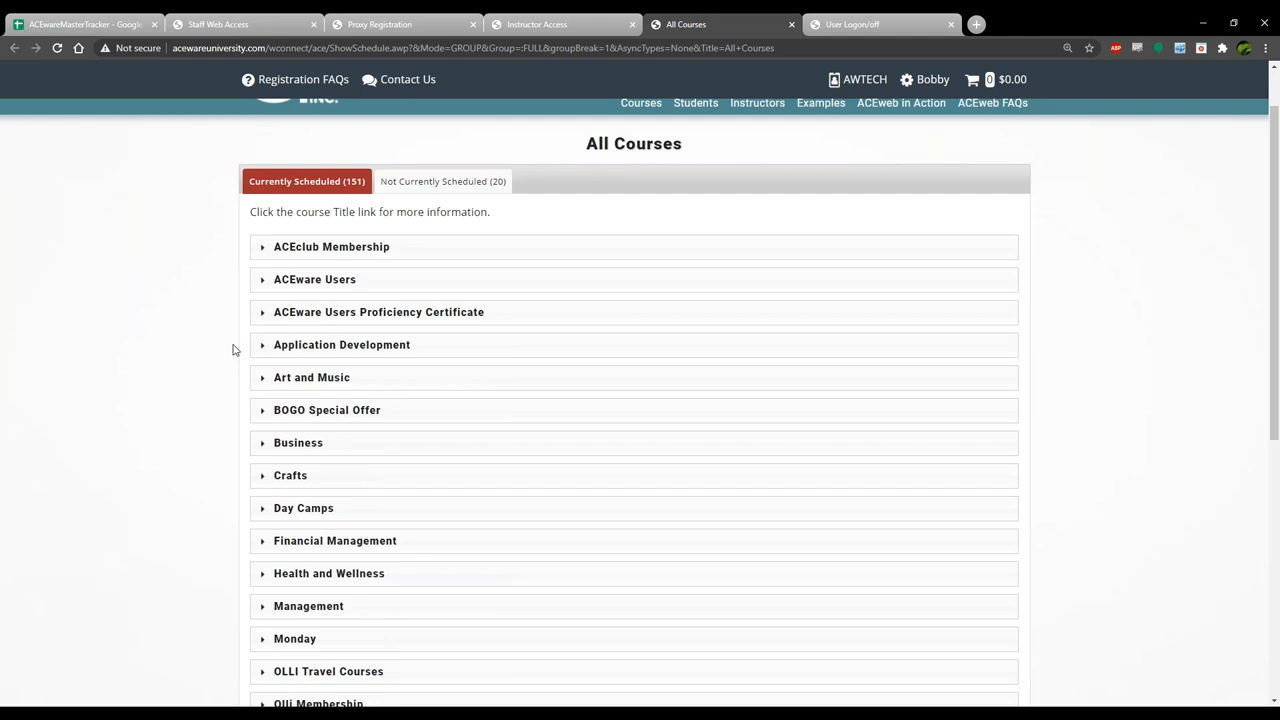 ACEwareMasterTracker - Google
Staff Web Access
Proxy Registration
Instructor Access
All Courses
User Logon/off
Not secure
acewareuniversity.com/wconnect/ace/ShowSchedule.awp?&Mode=GROUP&Group=:FULL&groupBreak=1&AsyncTypes=None&Title=All+Courses
Registration FAQs
Contact Us
AWTECH
Bobby
0 $0.00
INC.
Courses
Students
Instructors
Examples
ACEweb in Action
ACEweb FAQs
All Courses
Currently Scheduled (151)
Not Currently Scheduled (20)
Click the course Title link for more information.
ACEclub Membership
ACEware Users
ACEware Users Proficiency Certificate
Application Development
Art and Music
BOGO Special Offer
Business
Crafts
Day Camps
Financial Management
Health and Wellness
Management
Monday
OLLI Travel Courses
Olli Membership